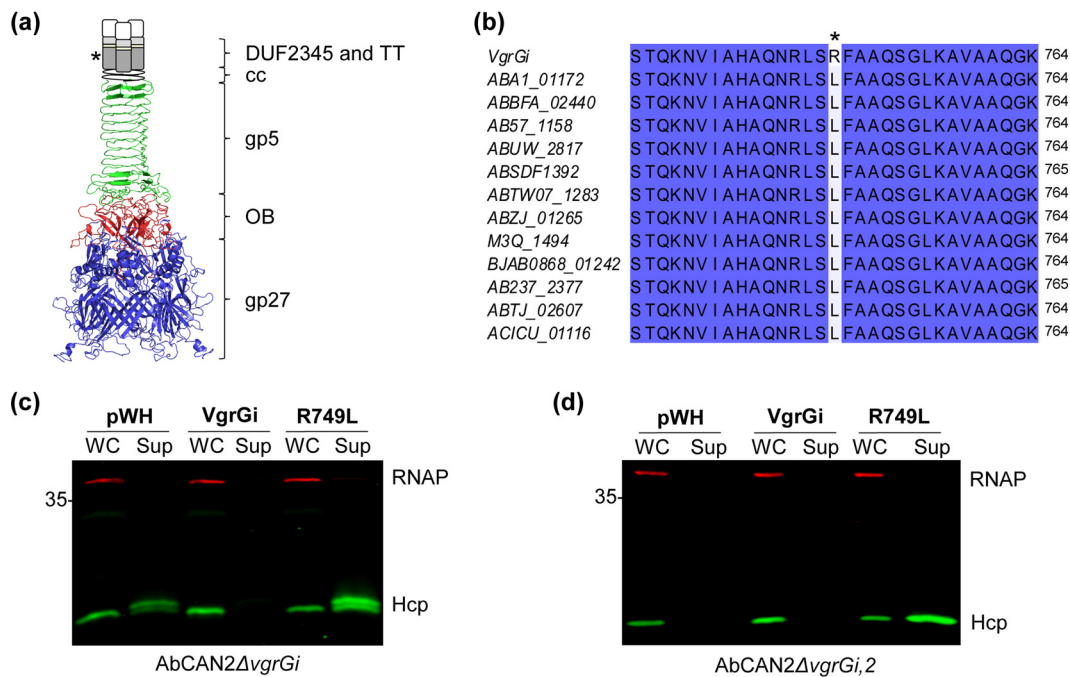 (a)
*
DUF2345 and TT
cc
gp5
OB
gp27
(b)
*
VgrGi STQKNVIAHAQNRLSRFAAQSGLKAVAAQGK 764
ABA1_01172 STQKNVIAHAQNRLSLFAAQSGLKAVAAQGK 764
ABBFA_02440 STQKNVIAHAQNRLSLFAAQSGLKAVAAQGK 764
AB57_1158 STQKNVIAHAQNRLSLFAAQSGLKAVAAQGK 764
ABUW_2817 STQKNVIAHAQNRLSLFAAQSGLKAVAAQGK 764
ABSDF1392 STQKNVIAHAQNRLSLFAAQSGLKAVAAQGK 765
ABTW07_1283 STQKNVIAHAQNRLSLFAAQSGLKAVAAQGK 764
ABZJ_01265 STQKNVIAHAQNRLSLFAAQSGLKAVAAQGK 764
M3Q_1494 STQKNVIAHAQNRLSLFAAQSGLKAVAAQGK 764
BJAB0868_01242 STQKNVIAHAQNRLSLFAAQSGLKAVAAQGK 764
AB237_2377 STQKNVIAHAQNRLSLFAAQSGLKAVAAQGK 765
ABTJ_02607 STQKNVIAHAQNRLSLFAAQSGLKAVAAQGK 764
ACICU_01116 STQKNVIAHAQNRLSLFAAQSGLKAVAAQGK 764
(c)
pWH VgrGi R749L
WC Sup WC Sup WC Sup
RNAP
35
Hcp
AbCAN2ΔvgrGi
(d)
pWH VgrGi R749L
WC Sup WC Sup WC Sup
RNAP
35
Hcp
AbCAN2ΔvgrGi,2